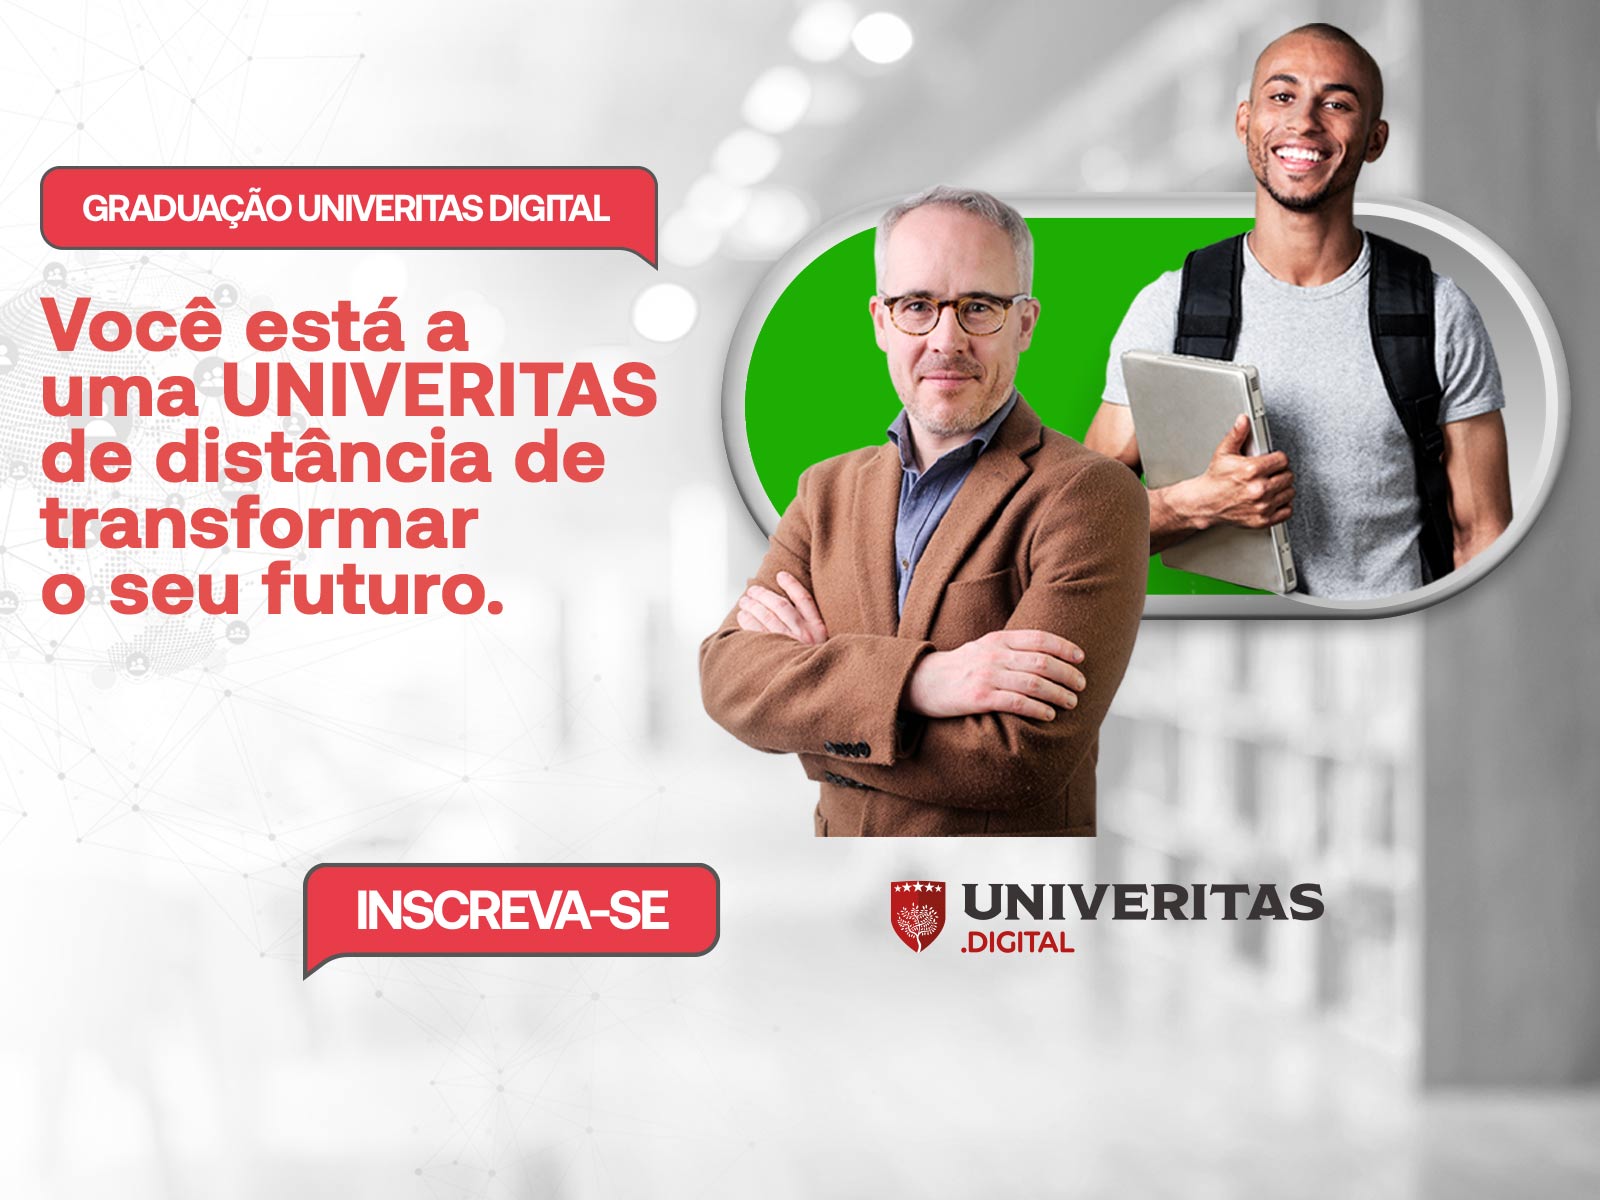 GRADUAÇÃO UNIVERITAS DIGITAL
Você está a
uma UNIVERITAS
de distância de
transformar
o seu futuro.
INSCREVA-SE
UNIVERITAS
.DIGITAL